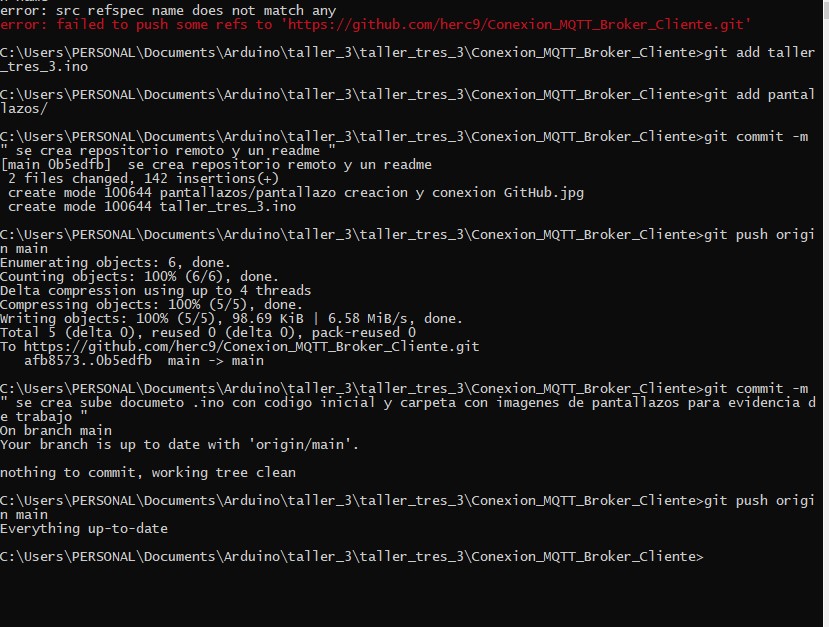 error: src refspec name does not match any
error: failed to push some refs to 'https://github.com/herc9/Conexion_MQTT_Broker_Cliente.git'
C:\Users\PERSONAL\Documents\Arduino\taller_3\taller_tres_3\Conexion_MQTT_Broker_Cliente>git add taller
_tres_3.ino
C:\Users\PERSONAL\Documents\Arduino\taller_3\taller_tres_3\Conexion_MQTT_Broker_Cliente>git add pantal
lazos/
C:\Users\PERSONAL\Documents\Arduino\taller_3\taller_tres_3\Conexion_MQTT_Broker_Cliente>git commit -m
" se crea repositorio remoto y un readme "
[main 0b5edfb]  se crea repositorio remoto y un readme
 2 files changed, 142 insertions(+)
 create mode 100644 pantallazos/pantallazo creacion y conexion GitHub.jpg
 create mode 100644 taller_tres_3.ino
C:\Users\PERSONAL\Documents\Arduino\taller_3\taller_tres_3\Conexion_MQTT_Broker_Cliente>git push origi
n main
Enumerating objects: 6, done.
Counting objects: 100% (6/6), done.
Delta compression using up to 4 threads
Compressing objects: 100% (5/5), done.
Writing objects: 100% (5/5), 98.69 KiB | 6.58 MiB/s, done.
Total 5 (delta 0), reused 0 (delta 0), pack-reused 0
To https://github.com/herc9/Conexion_MQTT_Broker_Cliente.git
   afb8573..0b5edfb  main -> main
C:\Users\PERSONAL\Documents\Arduino\taller_3\taller_tres_3\Conexion_MQTT_Broker_Cliente>git commit -m
" se crea sube documeto .ino con codigo inicial y carpeta con imagenes de pantallazos para evidencia d
e trabajo "
On branch main
Your branch is up to date with 'origin/main'.
nothing to commit, working tree clean
C:\Users\PERSONAL\Documents\Arduino\taller_3\taller_tres_3\Conexion_MQTT_Broker_Cliente>git push origi
n main
Everything up-to-date
C:\Users\PERSONAL\Documents\Arduino\taller_3\taller_tres_3\Conexion_MQTT_Broker_Cliente>